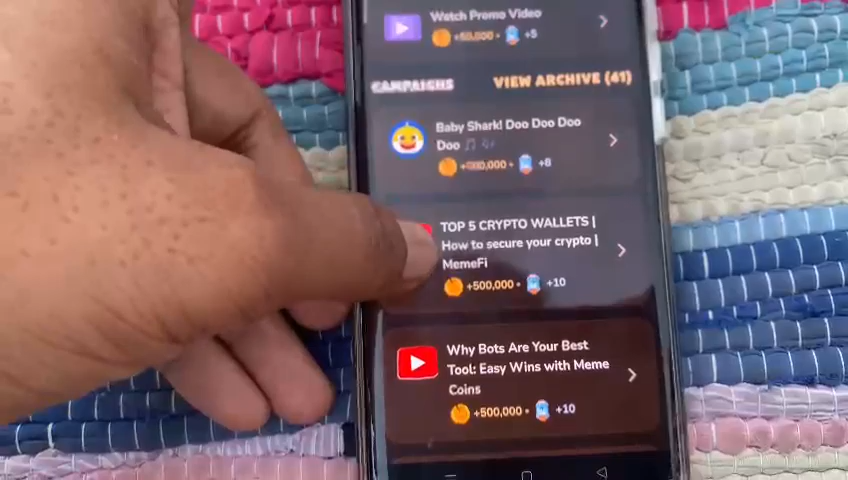 Watch Promo Video
+50,000 • +5
CAMPAIGNS
VIEW ARCHIVE (41)
Baby Shark! Doo Doo Doo
Doo 🎵 🎶
• +8
TOP 5 CRYPTO WALLETS |
How to secure your crypto |
MemeFi
+500,000 • +10
Why Bots Are Your Best
Tool: Easy Wins with Meme
Coins
+500,000 • +10